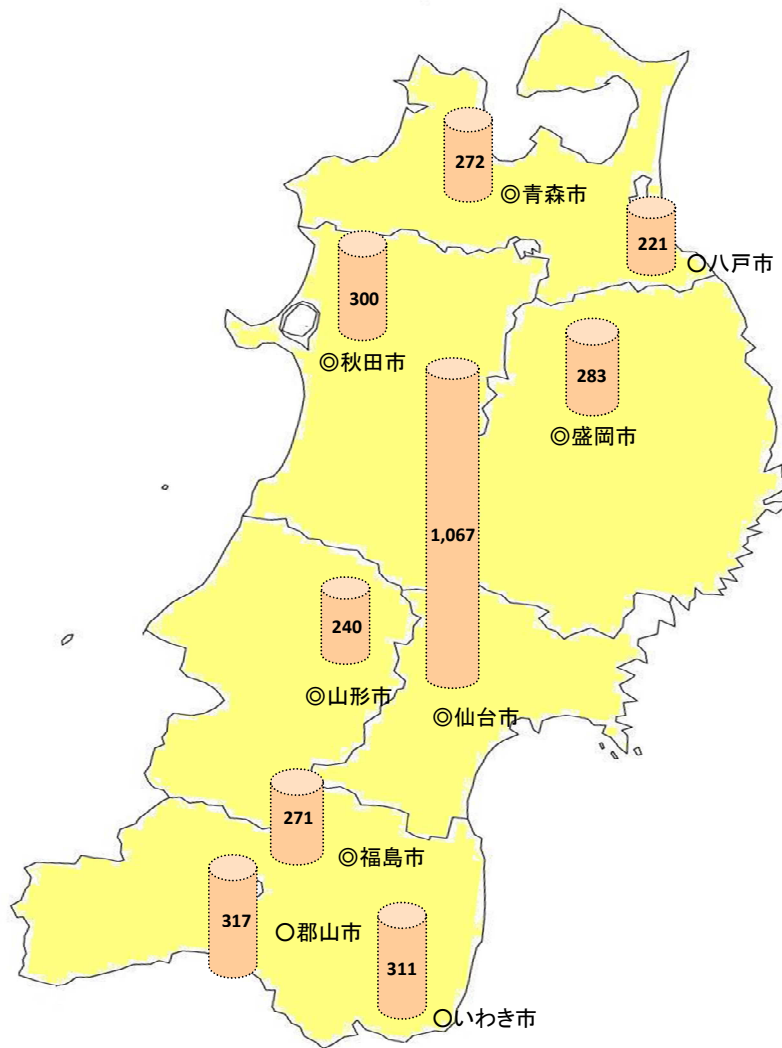 272
◎青森市
221
○八戸市
300
◎秋田市
283
◎盛岡市
1,067
240
◎山形市
◎仙台市
271
◎福島市
317
○郡山市
311
○いわき市